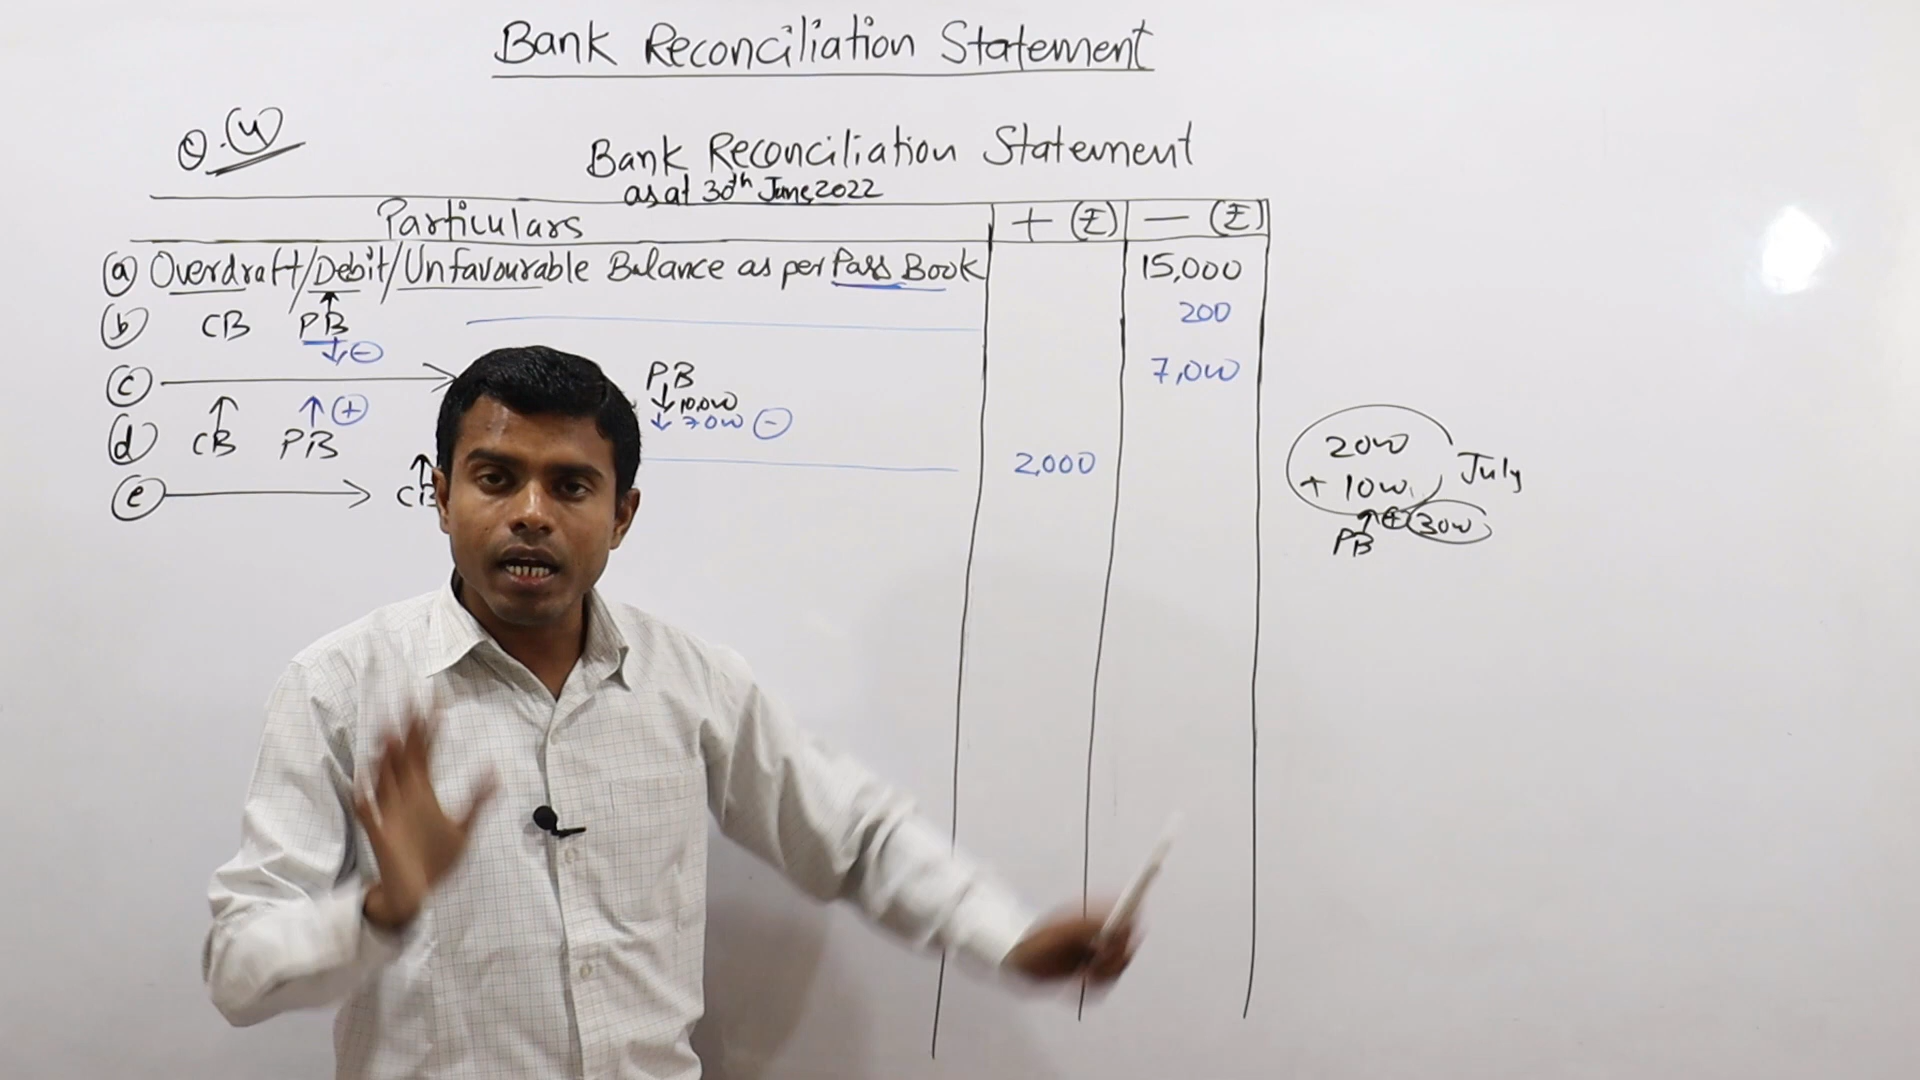 Bank Reconciliation Statement
Q.(4)
Bank Reconciliation Statement
as at 30th June, 2022
Particulars + (₹) — (₹)
(a) Overdraft/Debit/Unfavourable Balance as per Pass Book 15,000
(b) CB PB ↑ ↓ (-) 200
(c) → PB ↓ 10,000 ↓ 7000 (-) 7,000
(d) ↑ CB ↑ (+) PB 2,000
(e) → ↑ CB
2000
+ 1000 July
PB ↑ (+) 3000